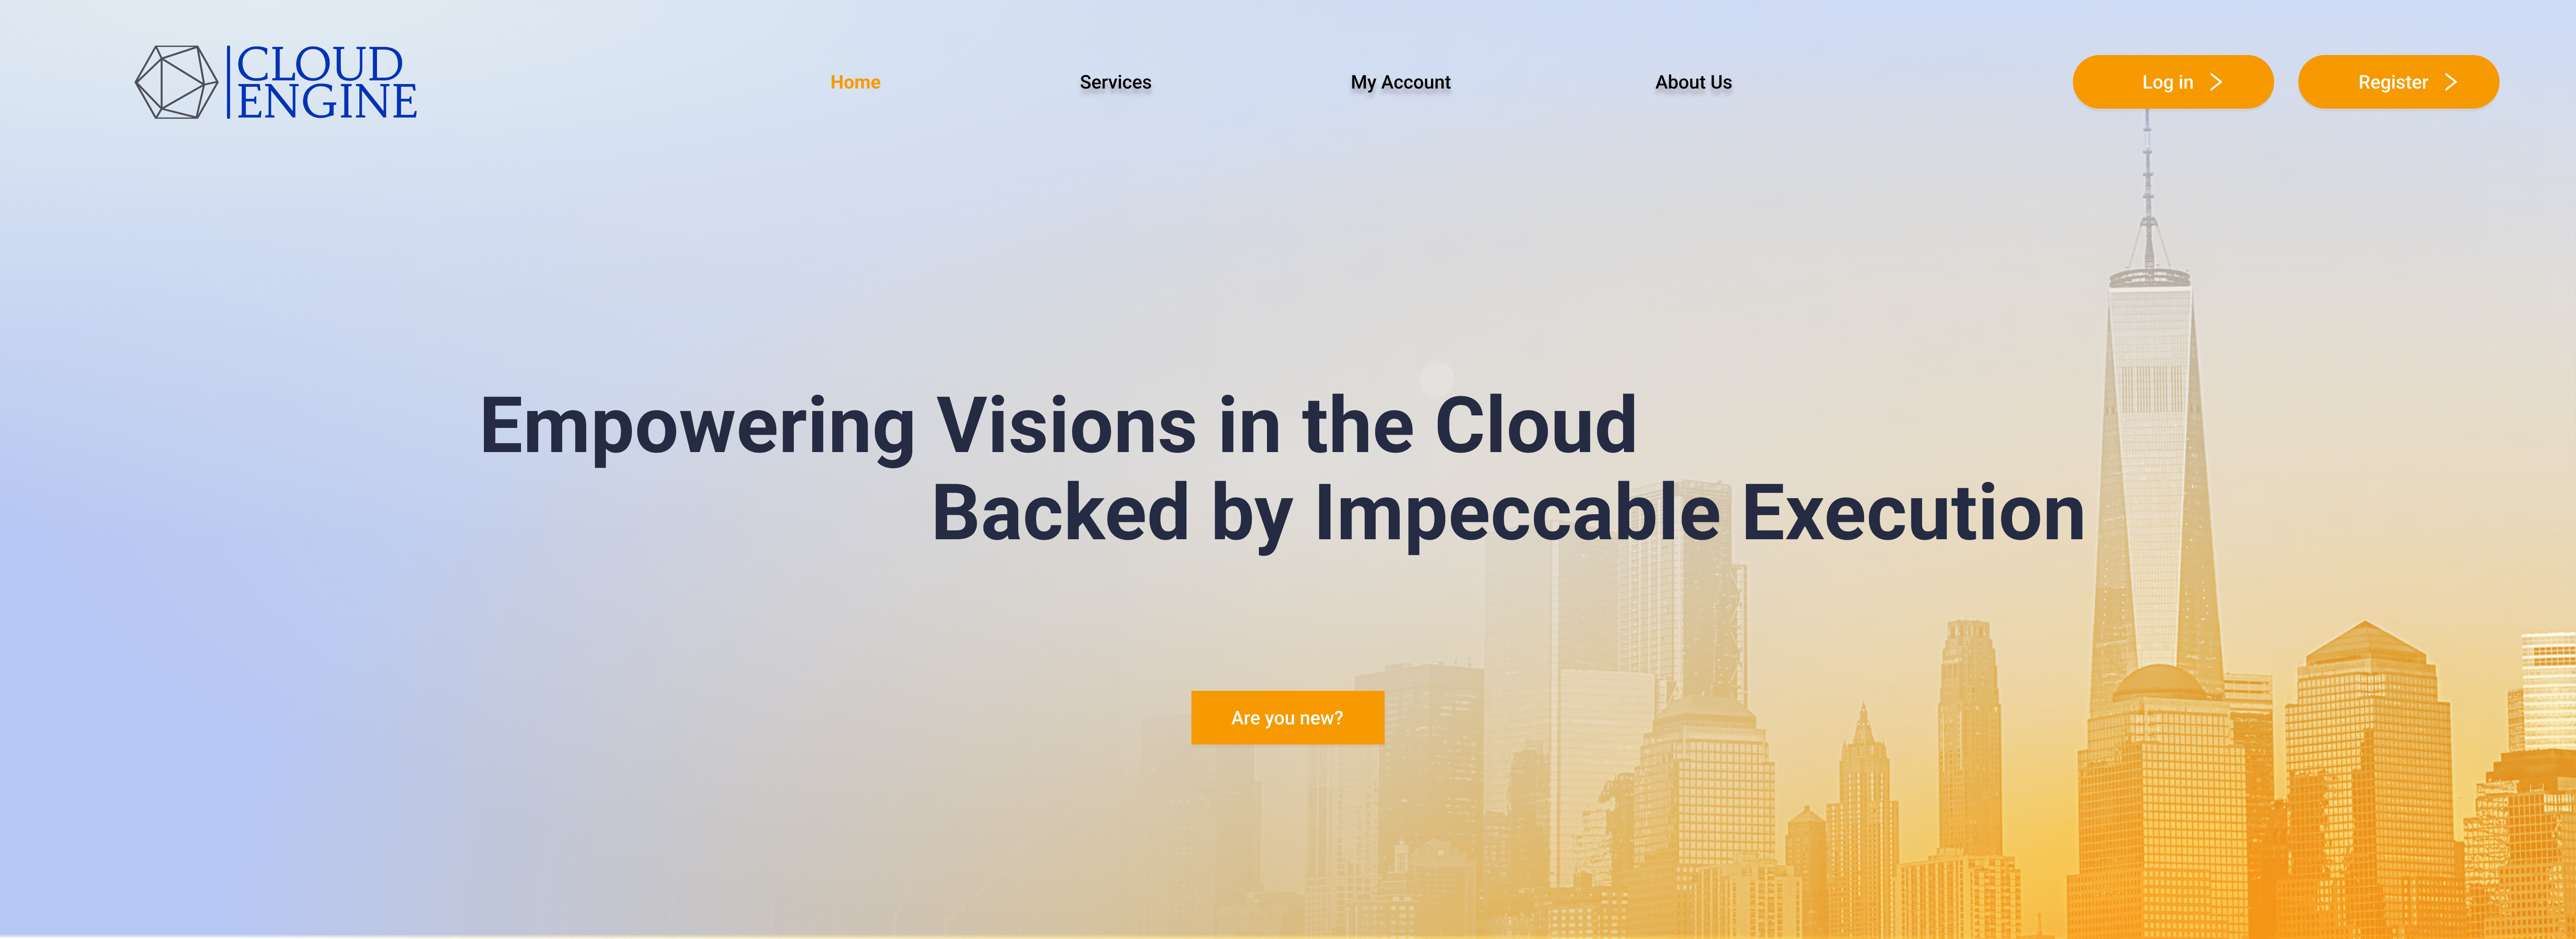 CLOUD
ENGINE
Home
Services
My Account
About Us
Log in
Register
Empowering Visions in the Cloud
Backed by Impeccable Execution
Are you new?